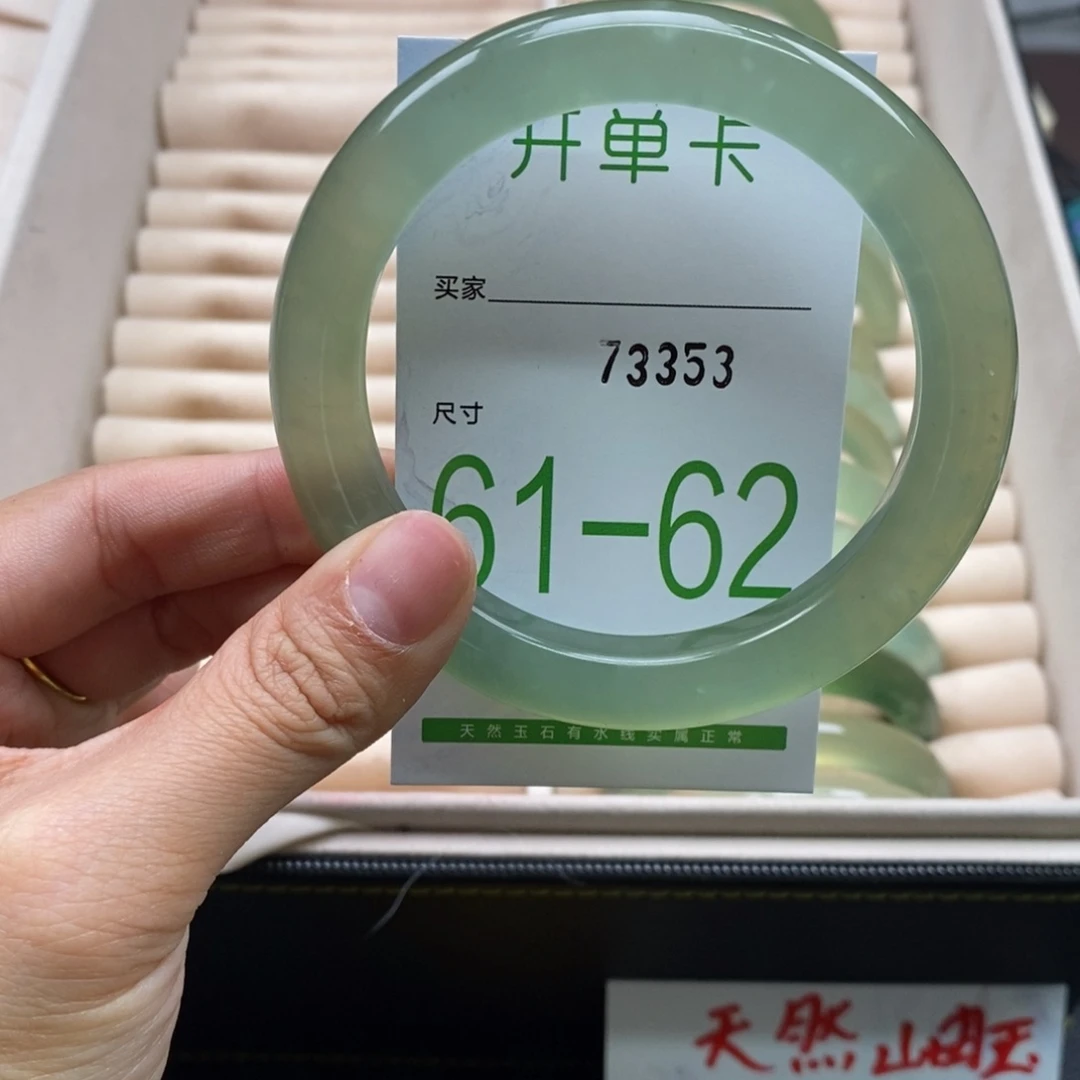 开单卡
买家
73353
尺寸
61-62
天然玉石有水线实属正常
天然